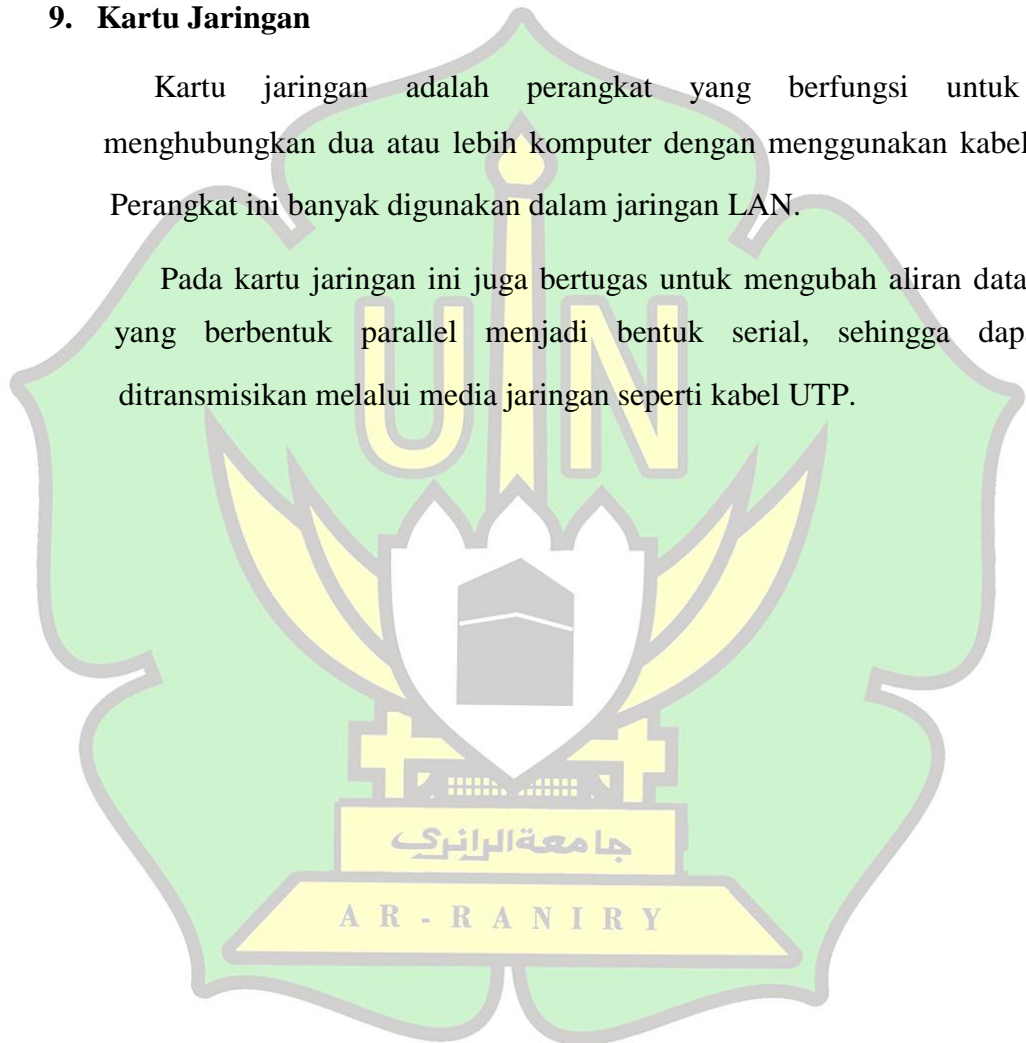 9. Kartu Jaringan
Kartu jaringan adalah perangkat yang berfungsi untuk
menghubungkan dua atau lebih komputer dengan menggunakan kabel
Perangkat ini banyak digunakan dalam jaringan LAN.
Pada kartu jaringan ini juga bertugas untuk mengubah aliran data
yang berbentuk parallel menjadi bentuk serial, sehingga
ditransmisikan melalui media jaringan seperti kabel UTP.
UIN
جامعة الرانري
AR-RANIRY